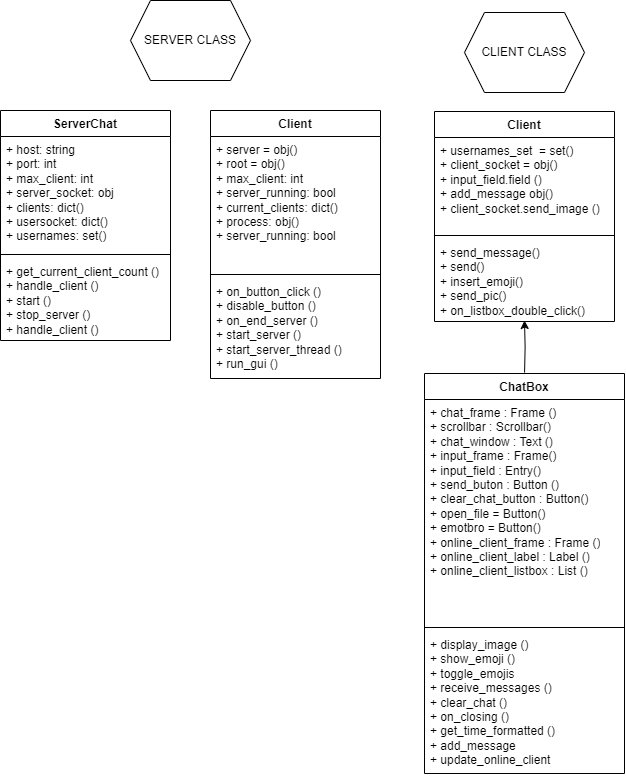 SERVER CLASS
CLIENT CLASS
ServerChat
+ host: string
+ port: int
+ max_client: int
+ server_socket: obj
+ clients: dict()
+ usersocket: dict()
+ usernames: set()
+ get_current_client_count ()
+ handle_client ()
+ start ()
+ stop_server ()
+ handle_client ()
Client
+ server = obj()
+ root = obj()
+ max_client: int
+ server_running: bool
+ current_clients: dict()
+ process: obj()
+ server_running: bool
+ on_button_click ()
+ disable_button ()
+ on_end_server ()
+ start_server ()
+ start_server_thread ()
+ run_gui ()
Client
+ usernames_set  = set()
+ client_socket = obj()
+ input_field.field ()
+ add_message obj()
+ client_socket.send_image ()
+ send_message()
+ send()
+ insert_emoji()
+ send_pic()
+ on_listbox_double_click()
ChatBox
+ chat_frame : Frame ()
+ scrollbar : Scrollbar()
+ chat_window : Text ()
+ input_frame : Frame()
+ input_field : Entry()
+ send_buton : Button ()
+ clear_chat_button : Button()
+ open_file = Button()
+ emotbro = Button()
+ online_client_frame : Frame ()
+ online_client_label : Label ()
+ online_client_listbox : List ()
+ display_image ()
+ show_emoji ()
+ toggle_emojis
+ receive_messages ()
+ clear_chat ()
+ on_closing ()
+ get_time_formatted ()
+ add_message
+ update_online_client